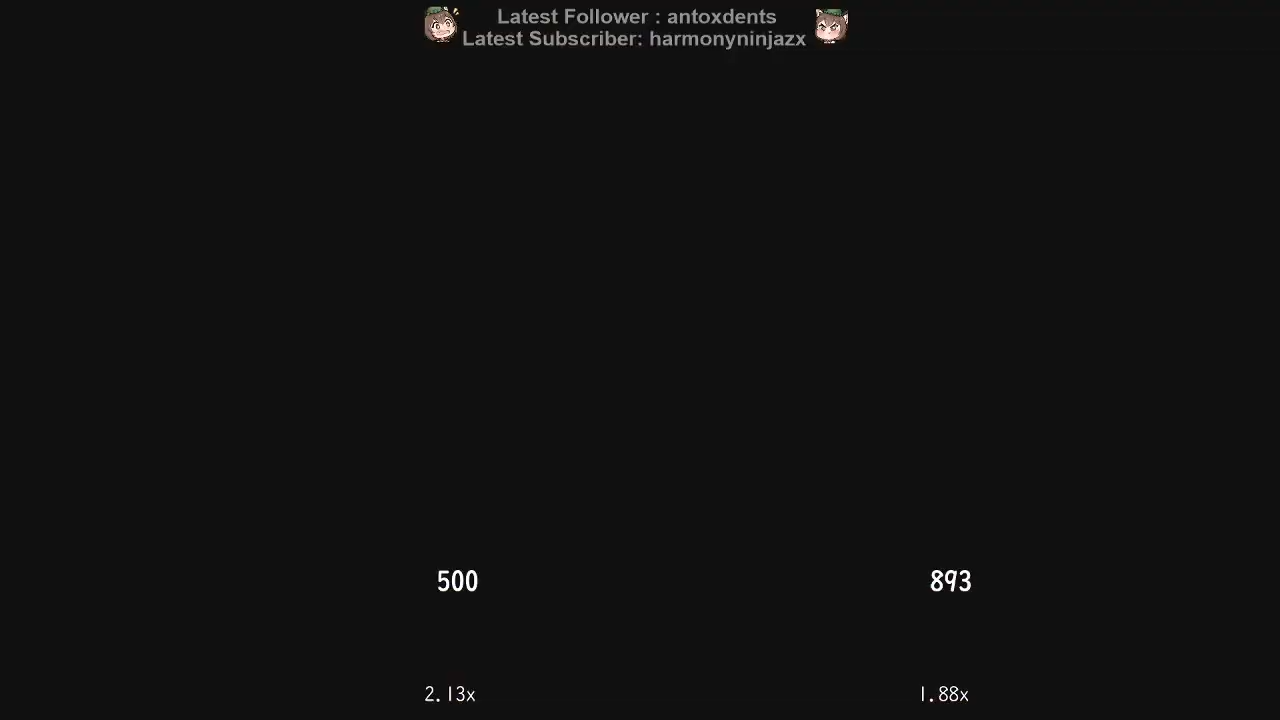 Latest Follower : antoxdents
Latest Subscriber: harmonyninjazx
500
893
2.13x
1.88x